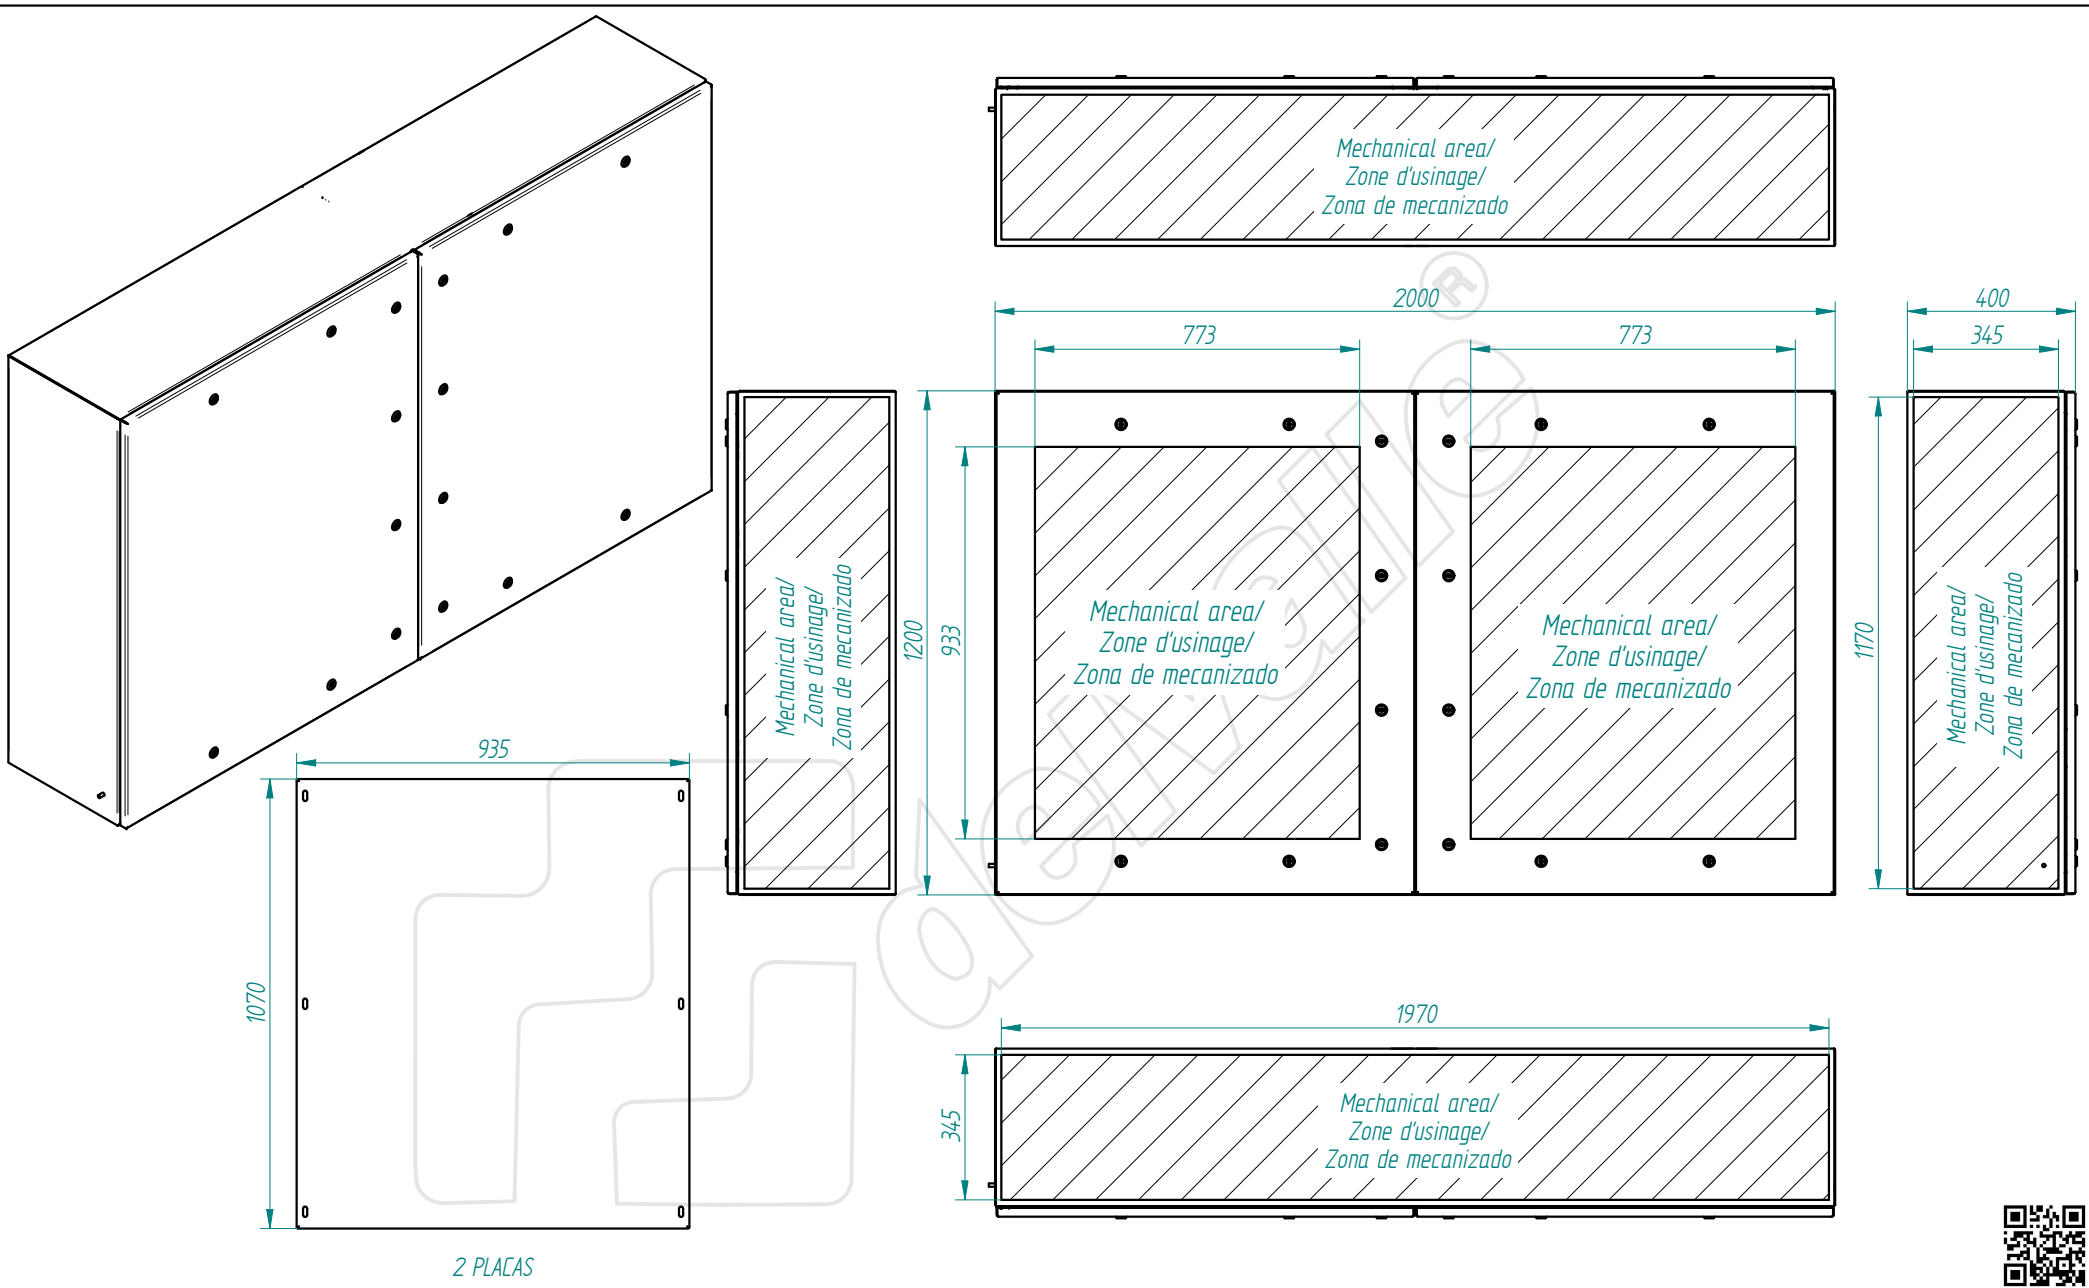 Mechanical area/
Zone d'usinage/
Zona de mecanizado
2000
773
773
400
345
Mechanical area/
Zone d'usinage/
Zona de mecanizado
1200
933
Mechanical area/
Zone d'usinage/
Zona de mecanizado
Mechanical area/
Zone d'usinage/
Zona de mecanizado
1170
Mechanical area/
Zone d'usinage/
Zona de mecanizado
935
1070
2 PLACAS
1970
345
Mechanical area/
Zone d'usinage/
Zona de mecanizado
delvalle®